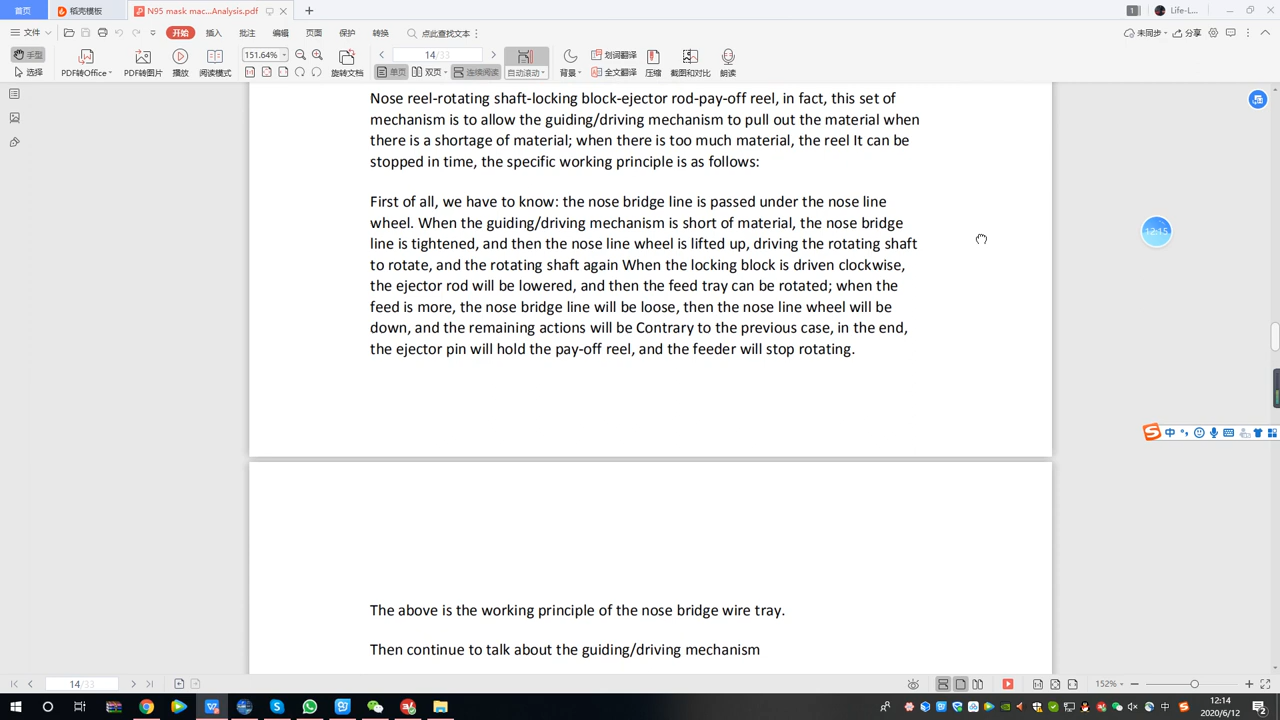 首页
稻壳模板
N95 mask mac...Analysis.pdf
1
Life-L...
文件
开始
插入
批注
编辑
页面
保护
转换
点此查找文本
未同步
分享
手型
选择
PDF转Office
PDF转图片
播放
阅读模式
151.64%
旋转文档
14/33
单页
双页
连续阅读
自动滚动
背景
划词翻译
全文翻译
压缩
截图和对比
朗读
Nose reel-rotating shaft-locking block-ejector rod-pay-off reel, in fact, this set of
mechanism is to allow the guiding/driving mechanism to pull out the material when
there is a shortage of material; when there is too much material, the reel It can be
stopped in time, the specific working principle is as follows:
First of all, we have to know: the nose bridge line is passed under the nose line
wheel. When the guiding/driving mechanism is short of material, the nose bridge
line is tightened, and then the nose line wheel is lifted up, driving the rotating shaft
to rotate, and the rotating shaft again When the locking block is driven clockwise,
the ejector rod will be lowered, and then the feed tray can be rotated; when the
feed is more, the nose bridge line will be loose, then the nose line wheel will be
down, and the remaining actions will be Contrary to the previous case, in the end,
the ejector pin will hold the pay-off reel, and the feeder will stop rotating.
12:15
中
The above is the working principle of the nose bridge wire tray.
Then continue to talk about the guiding/driving mechanism
14/33
152%
中
12:14
2020/6/12
2